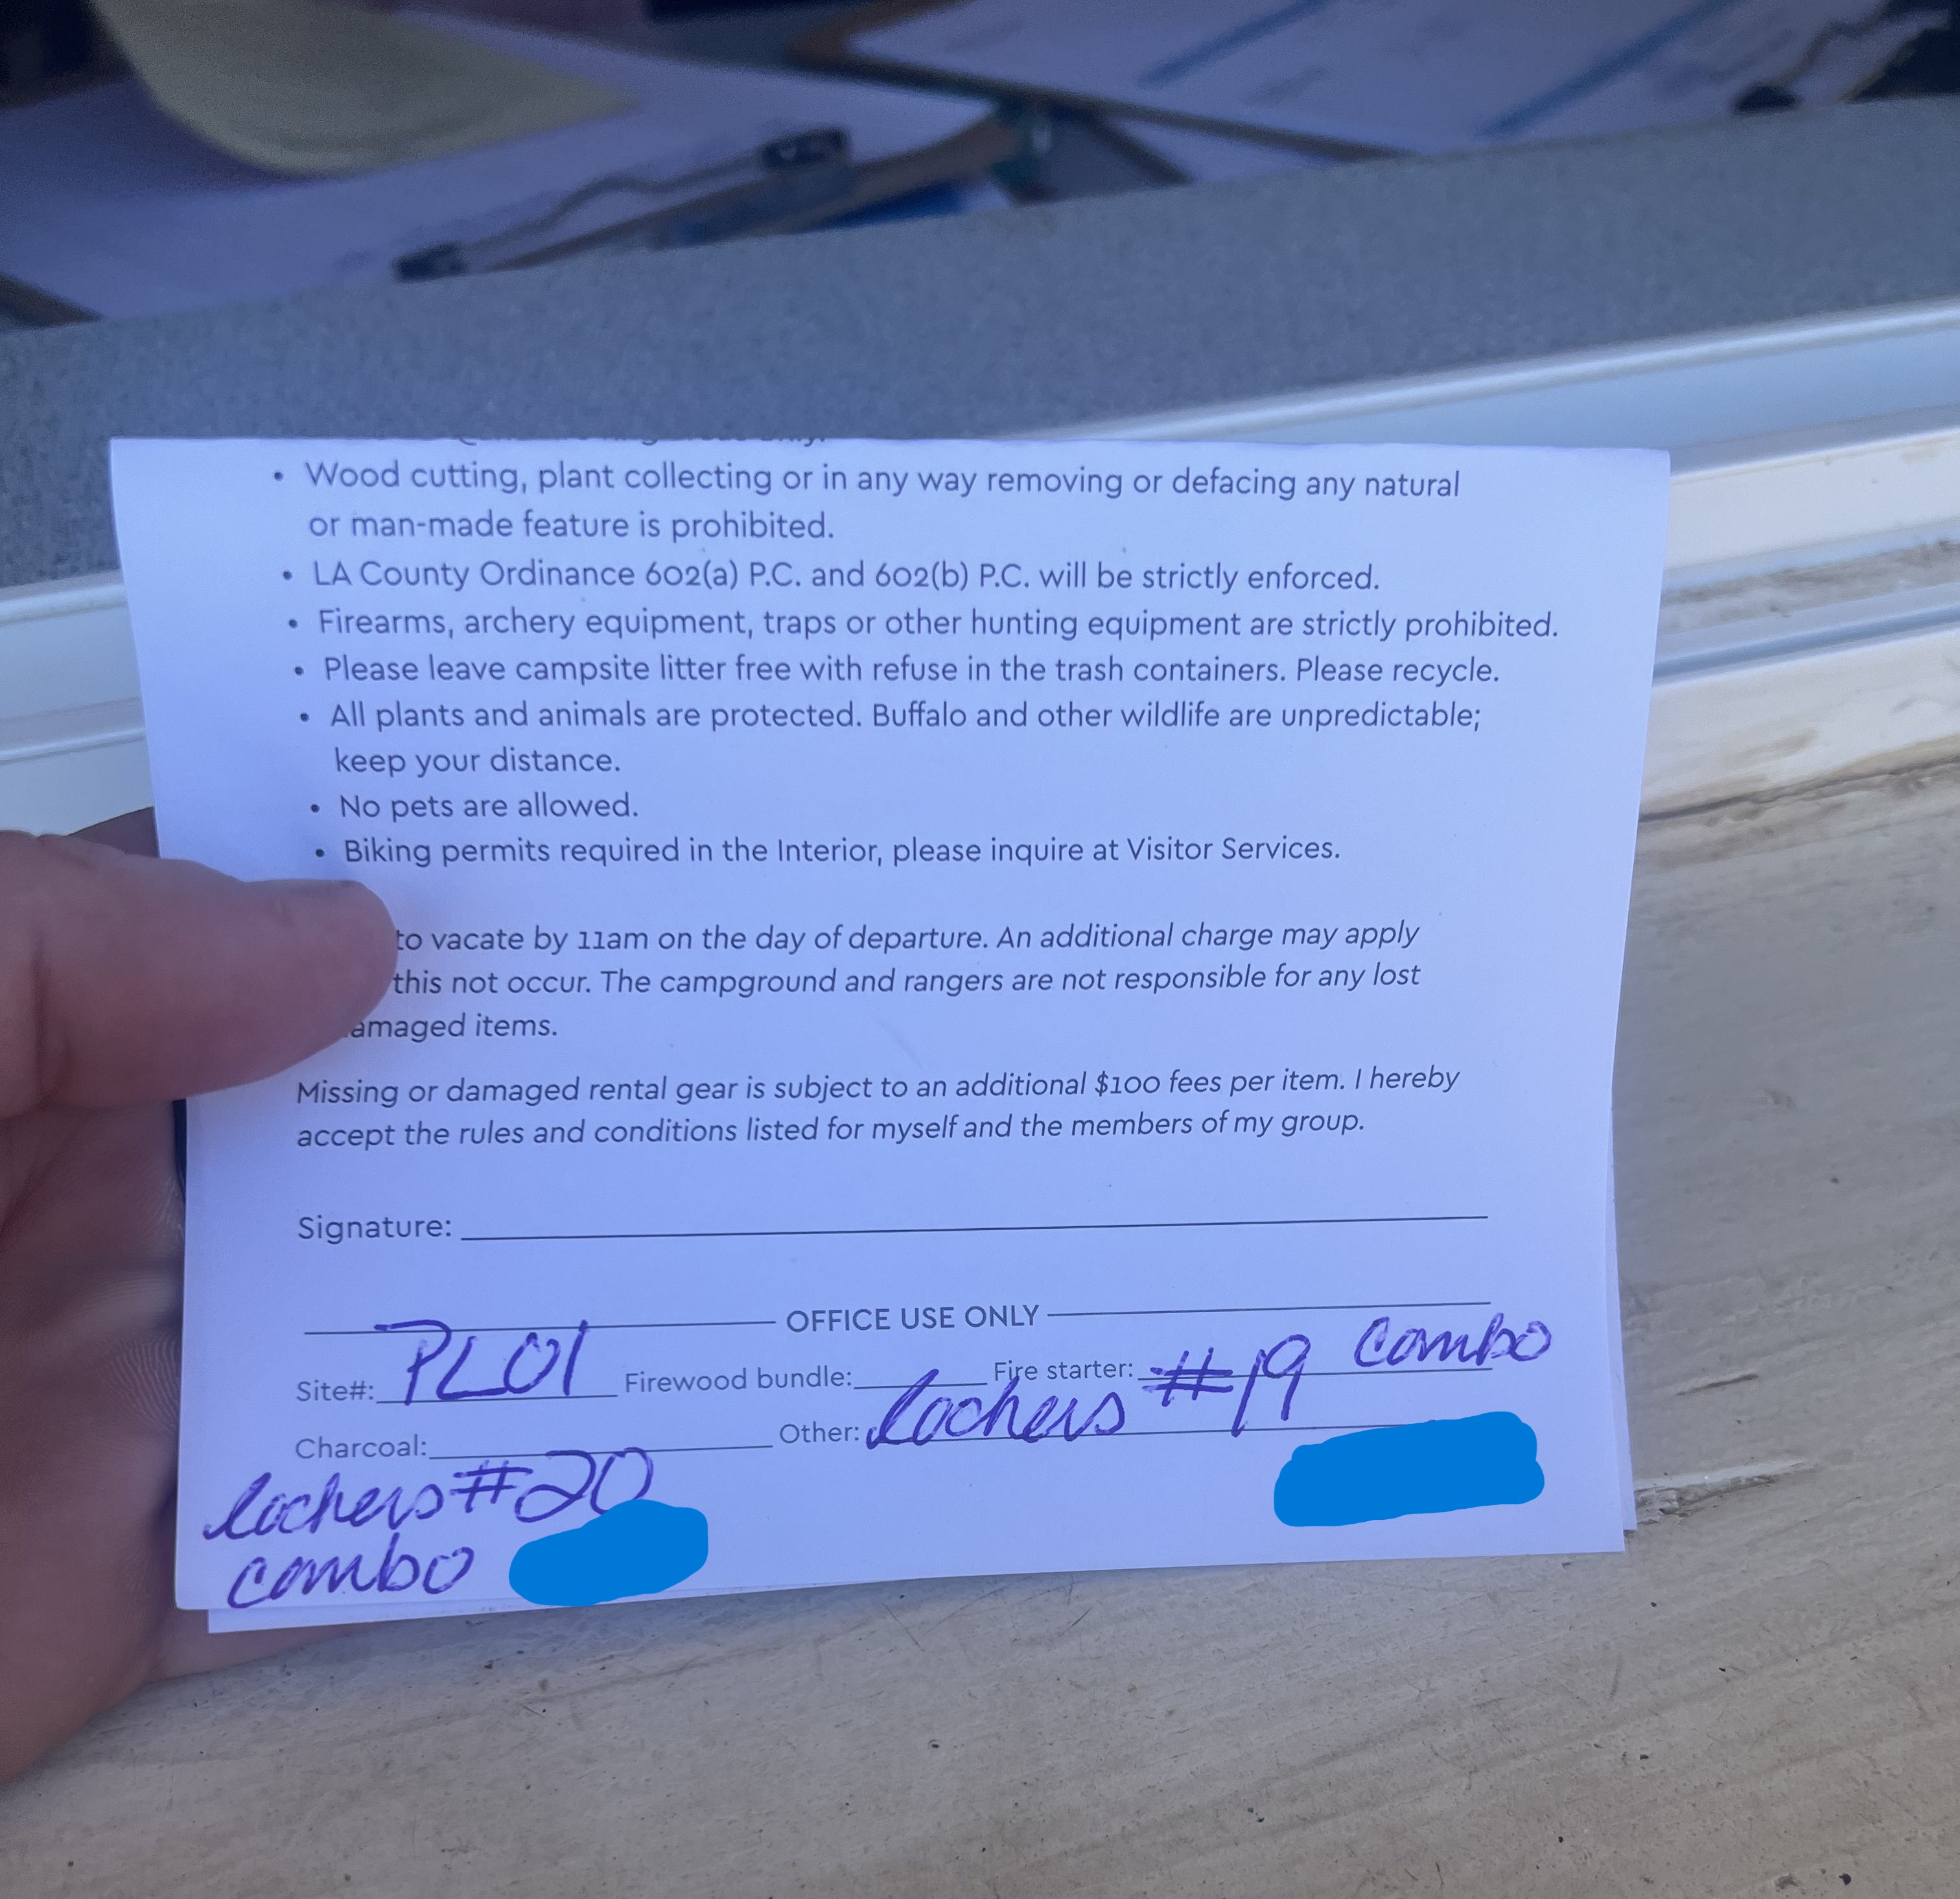 • Wood cutting, plant collecting or in any way removing or defacing any natural
or man-made feature is prohibited.
• LA County Ordinance 602(a) P.C. and 602(b) P.C. will be strictly enforced.
• Firearms, archery equipment, traps or other hunting equipment are strictly prohibited.
• Please leave campsite litter free with refuse in the trash containers. Please recycle.
• All plants and animals are protected. Buffalo and other wildlife are unpredictable;
keep your distance.
• No pets are allowed.
• Biking permits required in the Interior, please inquire at Visitor Services.
to vacate by 11am on the day of departure. An additional charge may apply
this not occur. The campground and rangers are not responsible for any lost
amaged items.
Missing or damaged rental gear is subject to an additional $100 fees per item. I hereby
accept the rules and conditions listed for myself and the members of my group.
Signature:
OFFICE USE ONLY
Site#: PL01 Firewood bundle: Fire starter:
Charcoal: Other: lockers #19 combo
lockers #20
combo